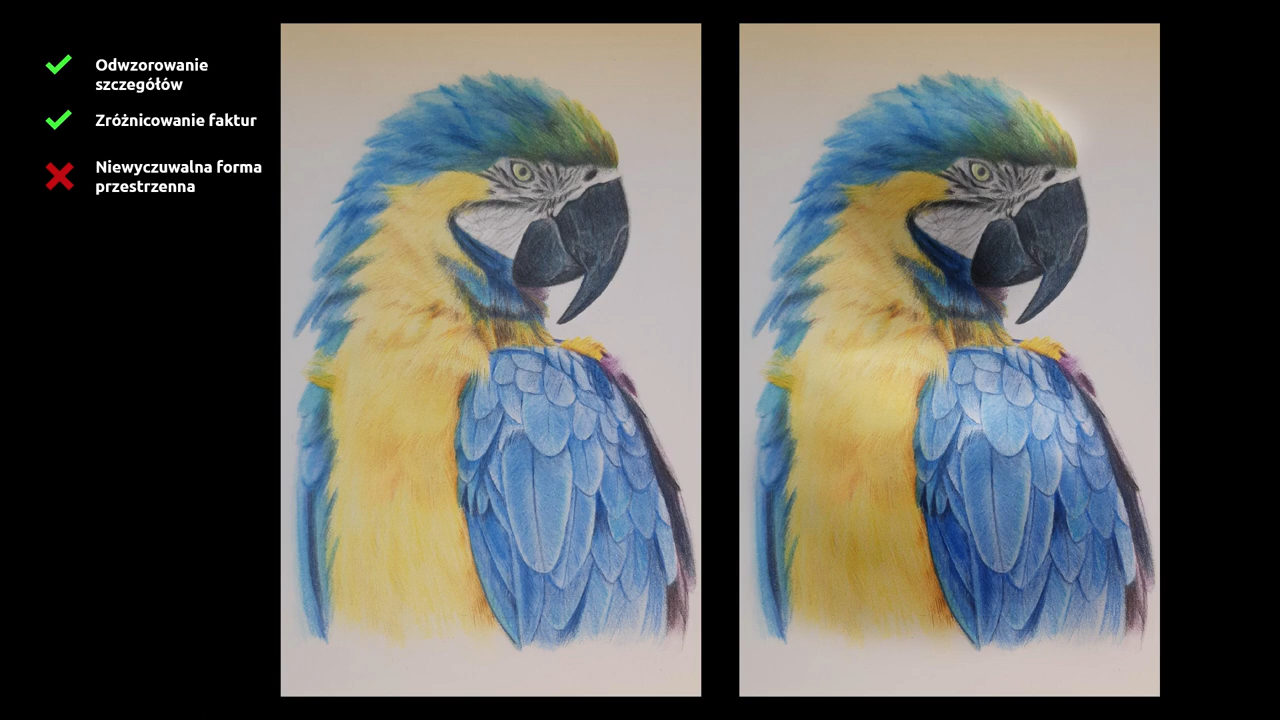 Odwzorowanie
szczegółów
Zróżnicowanie faktur
Niewyczuwalna forma
przestrzenna